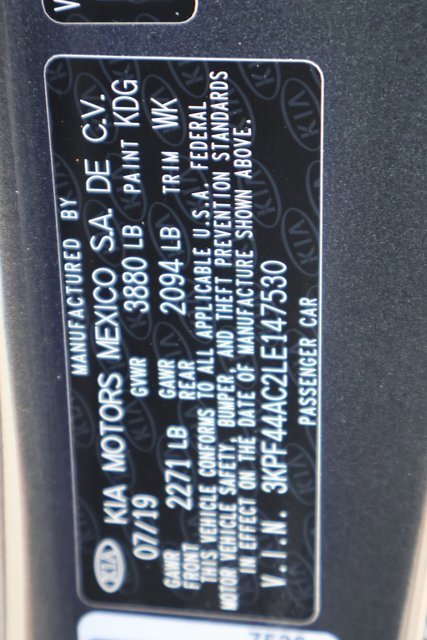 MANUFACTURED BY
KIA KIA MOTORS MEXICO S.A. DE C.V.
07/19 GVWR 3880 LB PAINT KDG
GAWR FRONT 2271 LB GAWR REAR 2094 LB TRIM WK
THIS VEHICLE CONFORMS TO ALL APPLICABLE U.S.A. FEDERAL
MOTOR VEHICLE SAFETY, BUMPER, AND THEFT PREVENTION STANDARDS
IN EFFECT ON THE DATE OF MANUFACTURE SHOWN ABOVE.
V.I.N. 3KPF44AC2LE147530
PASSENGER CAR